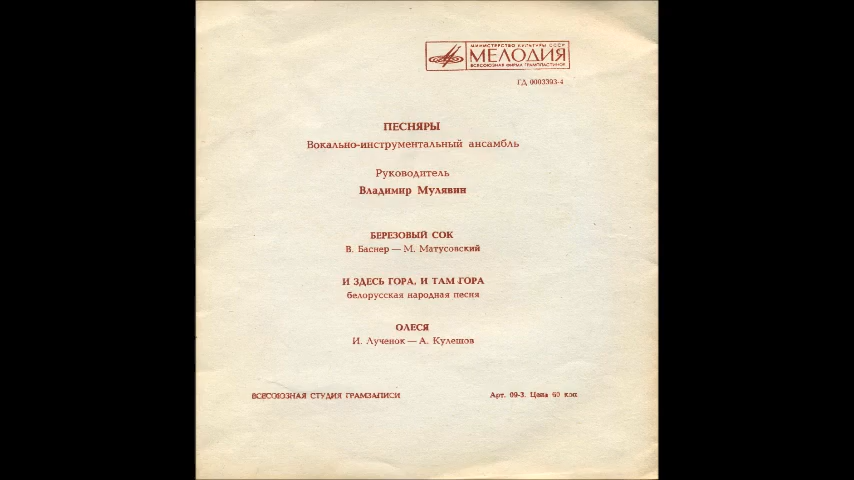 МИНИСТЕРСТВО КУЛЬТУРЫ СССР
МЕЛОДИЯ
ВСЕСОЮЗНАЯ ФИРМА ГРАМПЛАСТИНОК
ГД 0003393-4
ПЕСНЯРЫ
Вокально-инструментальный ансамбль
Руководитель
Владимир Мулявин
БЕРЕЗОВЫЙ СОК
В. Баснер — М. Матусовский
И ЗДЕСЬ ГОРА, И ТАМ ГОРА
белорусская народная песня
ОЛЕСЯ
И. Лученок — А. Кулешов
ВСЕСОЮЗНАЯ СТУДИЯ ГРАМЗАПИСИ
Арт. 09-3. Цена 60 коп